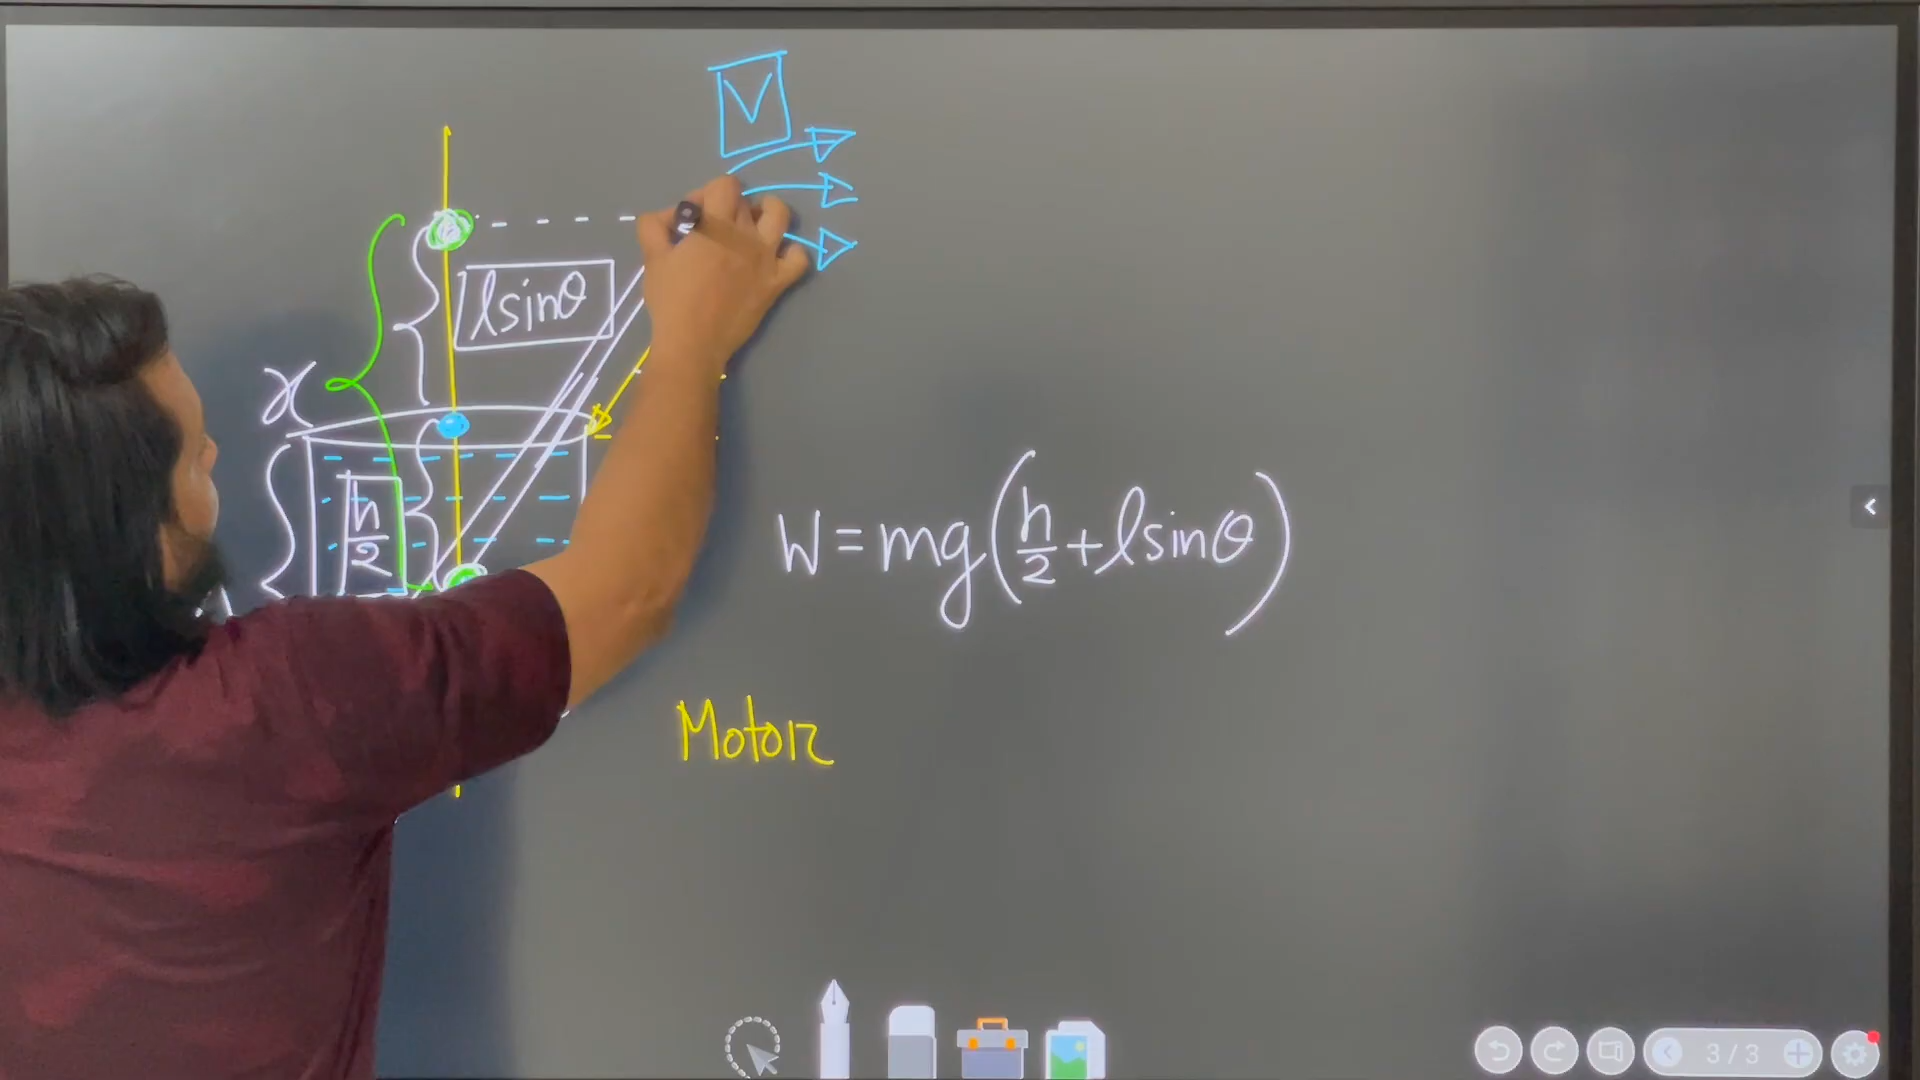 V
lsinθ
x
h/2
W = mg(h/2 + lsinθ)
Motor
3/3